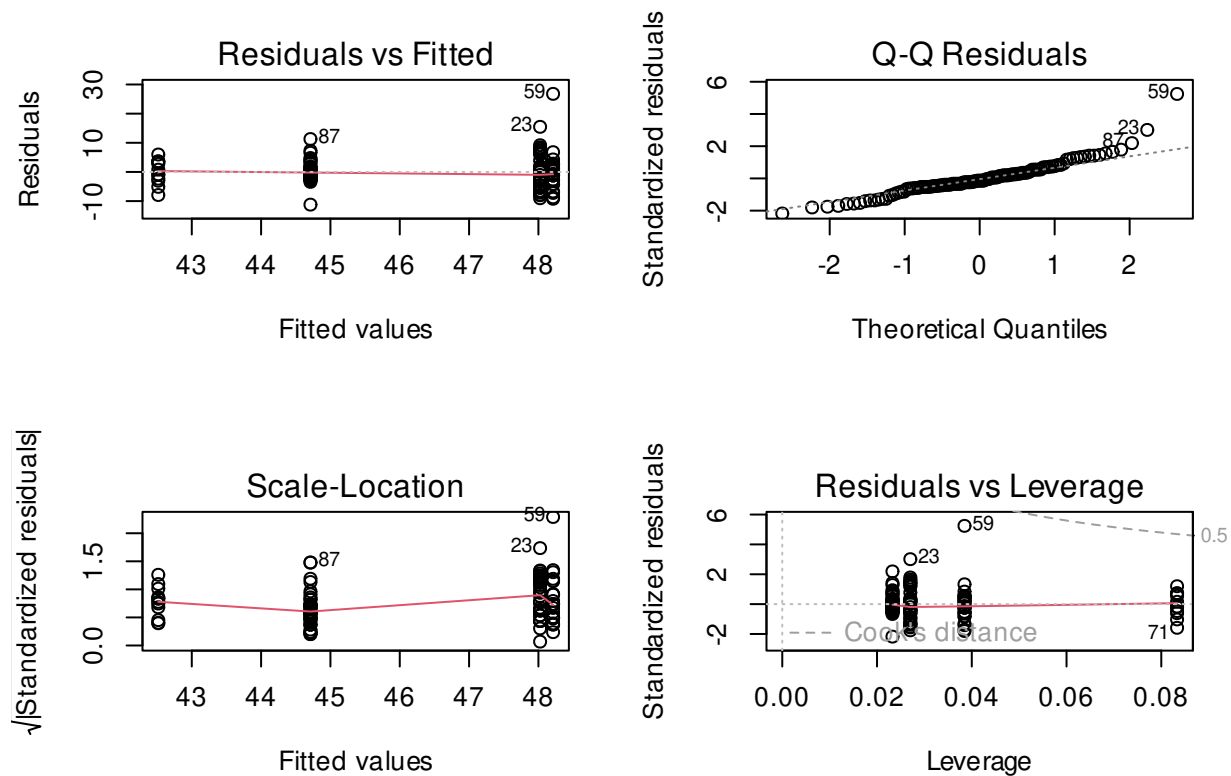 Residuals vs Fitted
Residuals
-10 10 30
59
23
87
43 44 45 46 47 48
Fitted values
Q-Q Residuals
Standardized residuals
-2 2 6
59
23
87
-2 -1 0 1 2
Theoretical Quantiles
Scale-Location
√|Standardized residuals|
0.0 1.5
59
23
87
43 44 45 46 47 48
Fitted values
Residuals vs Leverage
Standardized residuals
-2 2 6
59
23
0.5
71
Cook's distance
0.00 0.02 0.04 0.06 0.08
Leverage